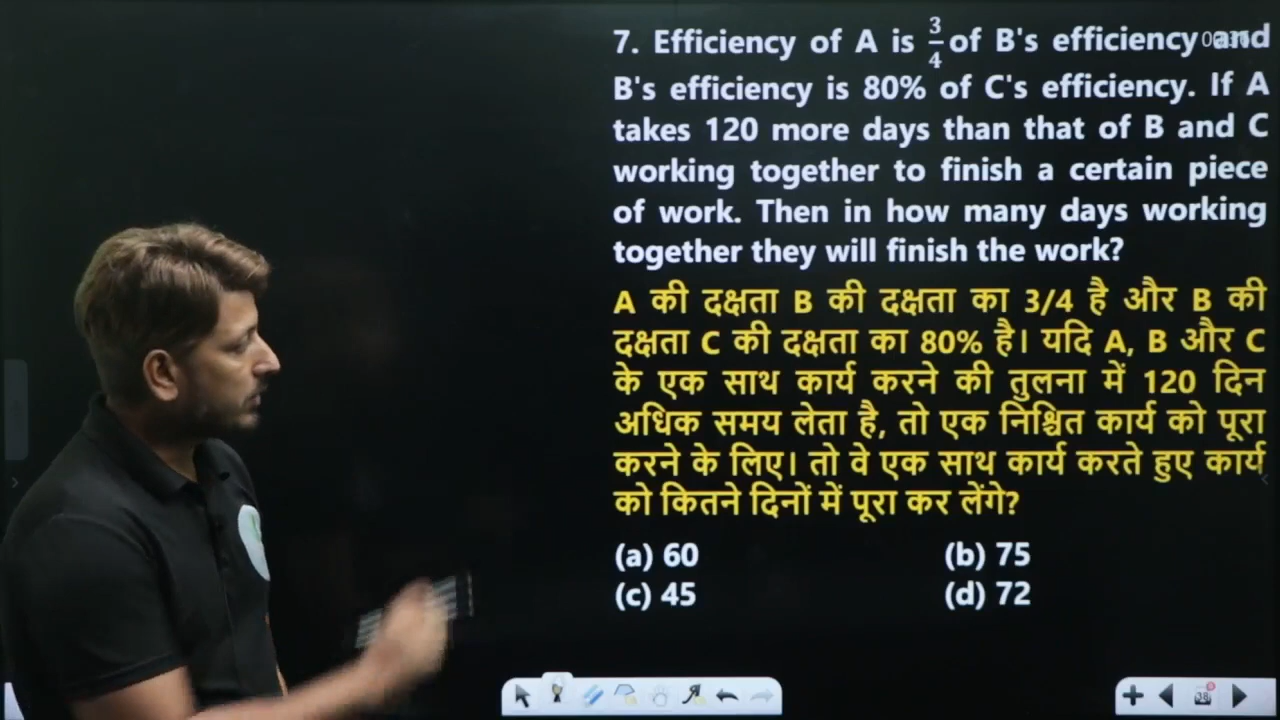 7. Efficiency of A is 3/4 of B's efficiency and
B's efficiency is 80% of C's efficiency. If A
takes 120 more days than that of B and C
working together to finish a certain piece
of work. Then in how many days working
together they will finish the work?
A की दक्षता B की दक्षता का 3/4 है और B की
दक्षता C की दक्षता का 80% है। यदि A, B और C
के एक साथ कार्य करने की तुलना में 120 दिन
अधिक समय लेता है, तो एक निश्चित कार्य को पूरा
करने के लिए। तो वे एक साथ कार्य करते हुए कार्य
को कितने दिनों में पूरा कर लेंगे?
(a) 60 (b) 75
(c) 45 (d) 72